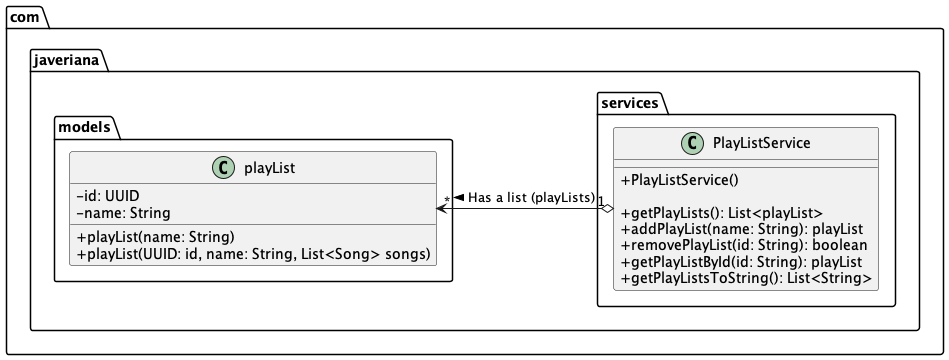 com
javeriana
models
C playList
-id: UUID
-name: String
+playList(name: String)
+playList(UUID: id, name: String, List<Song> songs)
* Has a list (playLists) 1
services
C PlayListService
+PlayListService()
+getPlayLists(): List<playList>
+addPlayList(name: String): playList
+removePlayList(id: String): boolean
+getPlayListById(id: String): playList
+getPlayListsToString(): List<String>